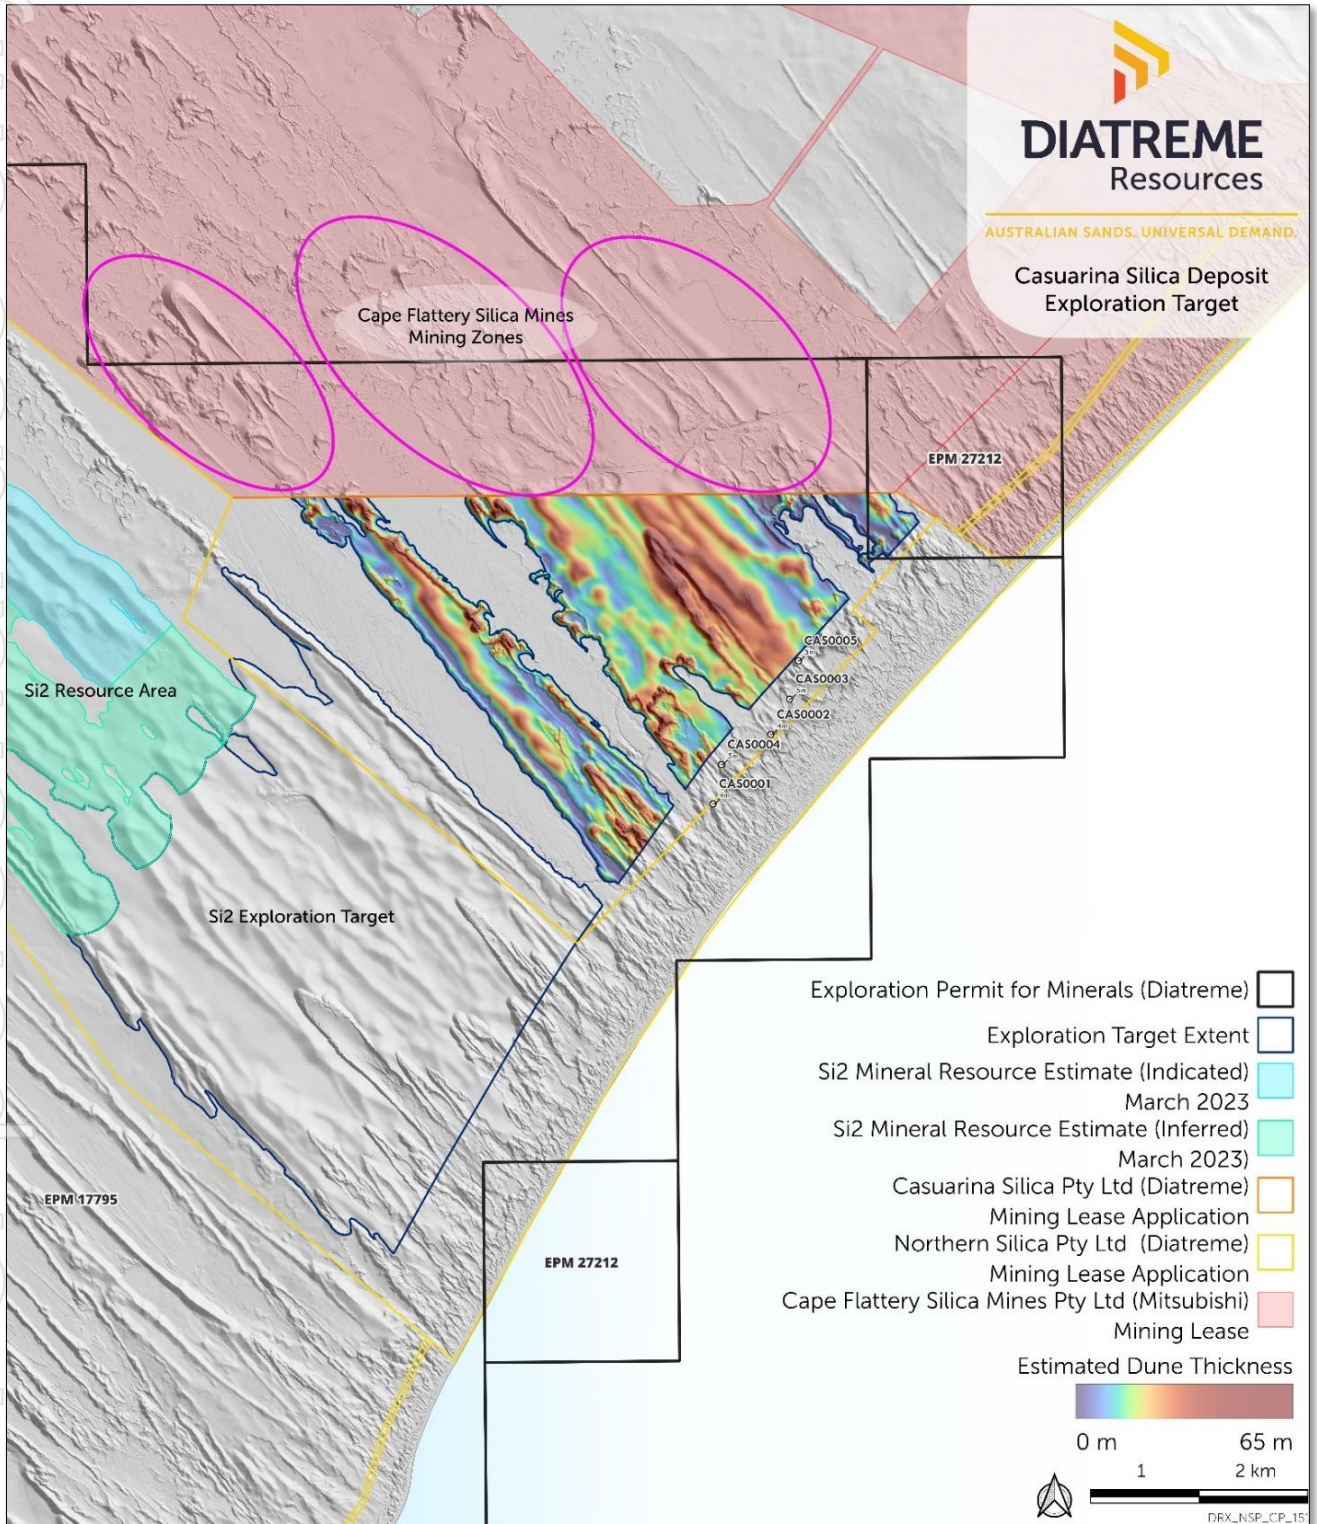 DIATREME
Resources
AUSTRALIAN SANDS. UNIVERSAL DEMAND.
Casuarina Silica Deposit
Exploration Target
Cape Flattery Silica Mines
Mining Zones
EPM 27212
CAS0005
CAS0003
CAS0002
CAS0004
CAS0001
Si2 Resource Area
Si2 Exploration Target
EPM 17795
EPM 27212
Exploration Permit for Minerals (Diatreme)
Exploration Target Extent
Si2 Mineral Resource Estimate (Indicated)
March 2023
Si2 Mineral Resource Estimate (Inferred)
March 2023)
Casuarina Silica Pty Ltd (Diatreme)
Mining Lease Application
Northern Silica Pty Ltd (Diatreme)
Mining Lease Application
Cape Flattery Silica Mines Pty Ltd (Mitsubishi)
Mining Lease
Estimated Dune Thickness
0 m 65 m
1 2 km